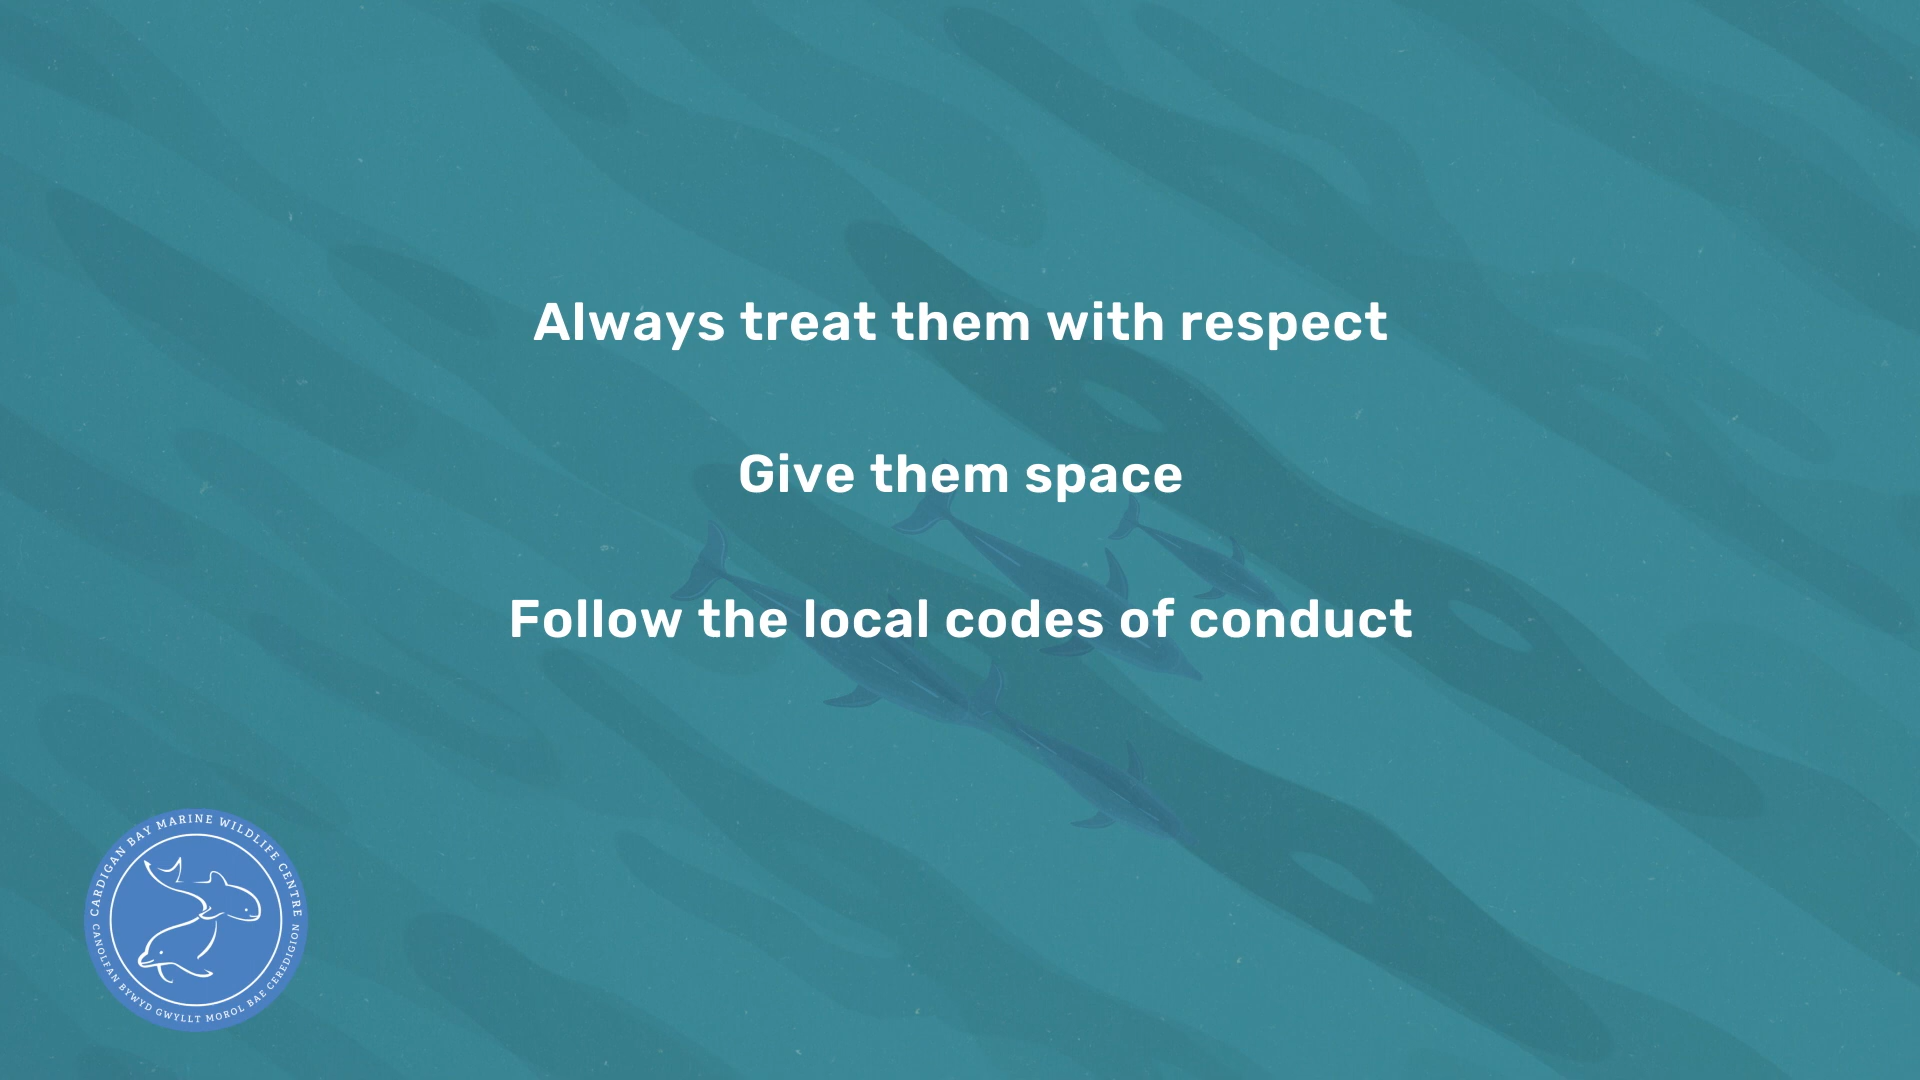 Always treat them with respect
Give them space
Follow the local codes of conduct
CARDIGAN BAY MARINE WILDLIFE CENTRE
CANOLFAN BYWYD GWYLLT MOROL BAE CEREDIGION